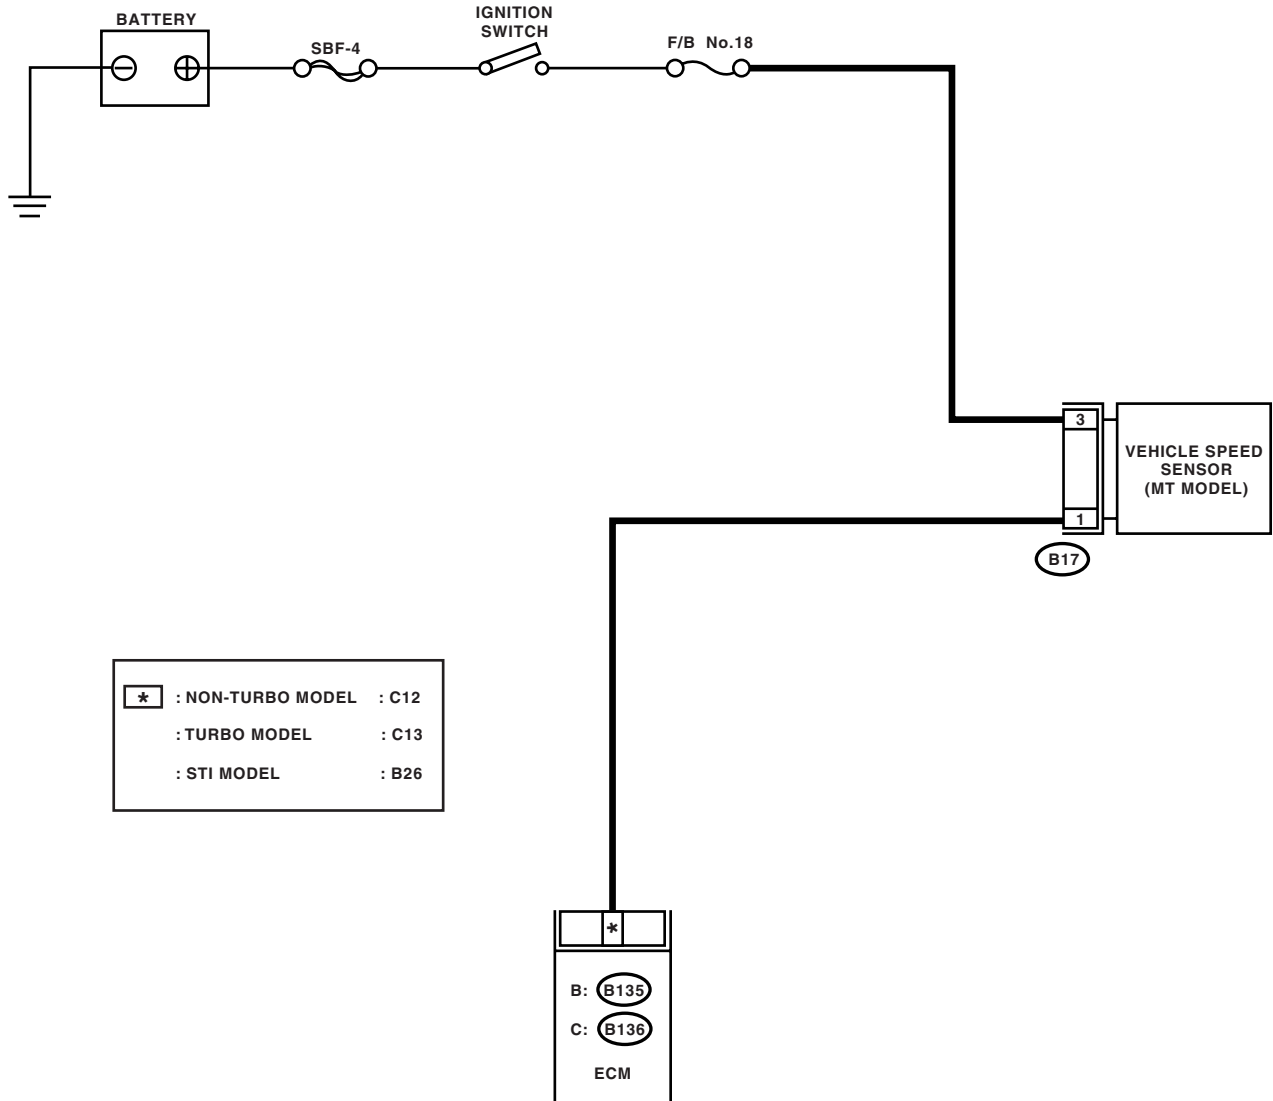 IGNITION
SWITCH
BATTERY
SBF-4
F/B No.18
3
VEHICLE SPEED
SENSOR
(MT MODEL)
1
B17
* : NON-TURBO MODEL : C12
: TURBO MODEL : C13
: STI MODEL : B26
*
B: B135
C: B136
ECM